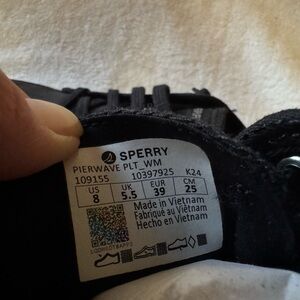 SPERRY
PIERWAVE PLT_WM
109155 10397925 K24
US UK EUR CM
8 5.5 39 25
Made in Vietnam
Fabriqué au Viêtnam
Hecho en Vietnam